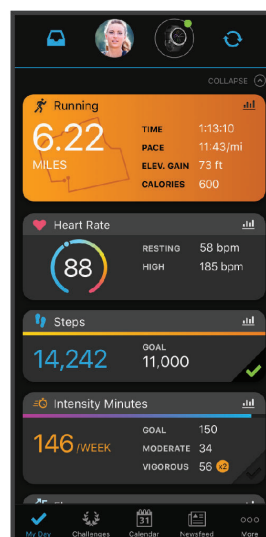 COLLAPSE
Running
6.22
MILES
TIME 1:13:10
PACE 11:43/mi
ELEV. GAIN 73 ft
CALORIES 600
Heart Rate
88
RESTING 58 bpm
HIGH 185 bpm
Steps
14,242
GOAL
11,000
Intensity Minutes
146 /WEEK
GOAL 150
MODERATE 34
VIGOROUS 56 x2
31
My Day Challenges Calendar Newsfeed More